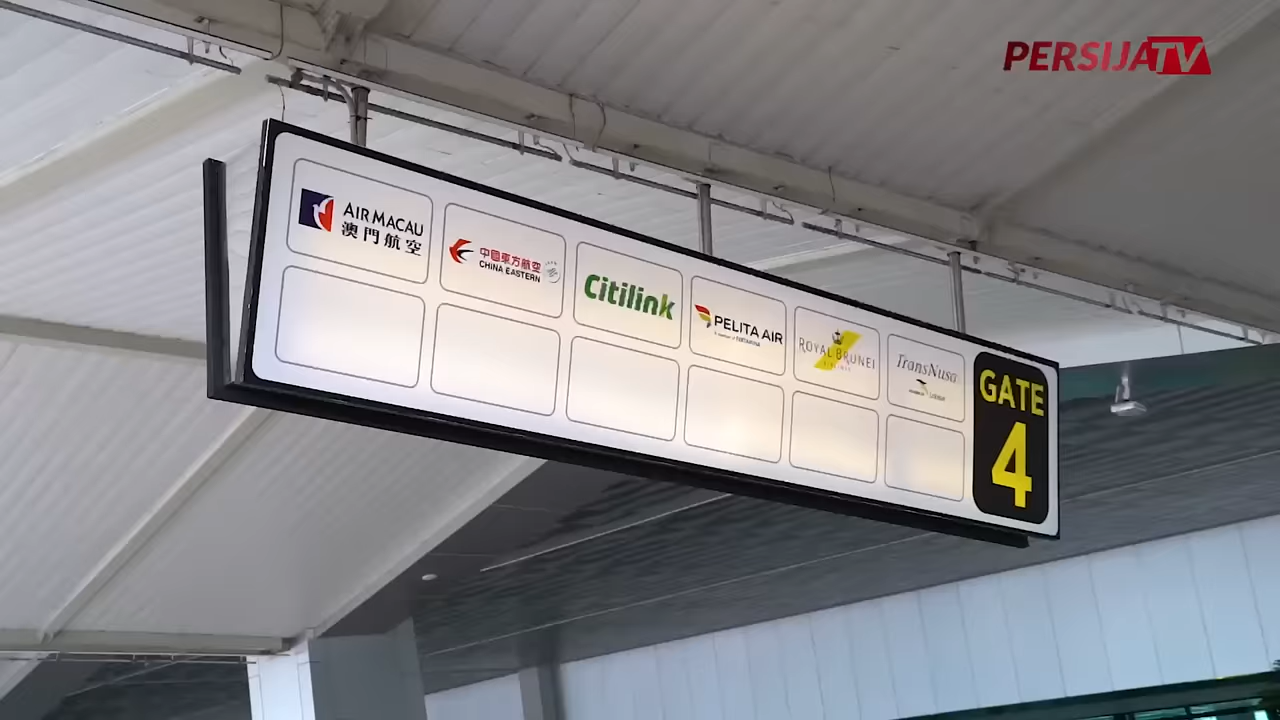 PERSIJATV
AIR MACAU
澳門航空
中國東方航空
CHINA EASTERN
Citilink
PELITA AIR
ROYAL BRUNEI
AIRLINES
TransNusa
GATE
4